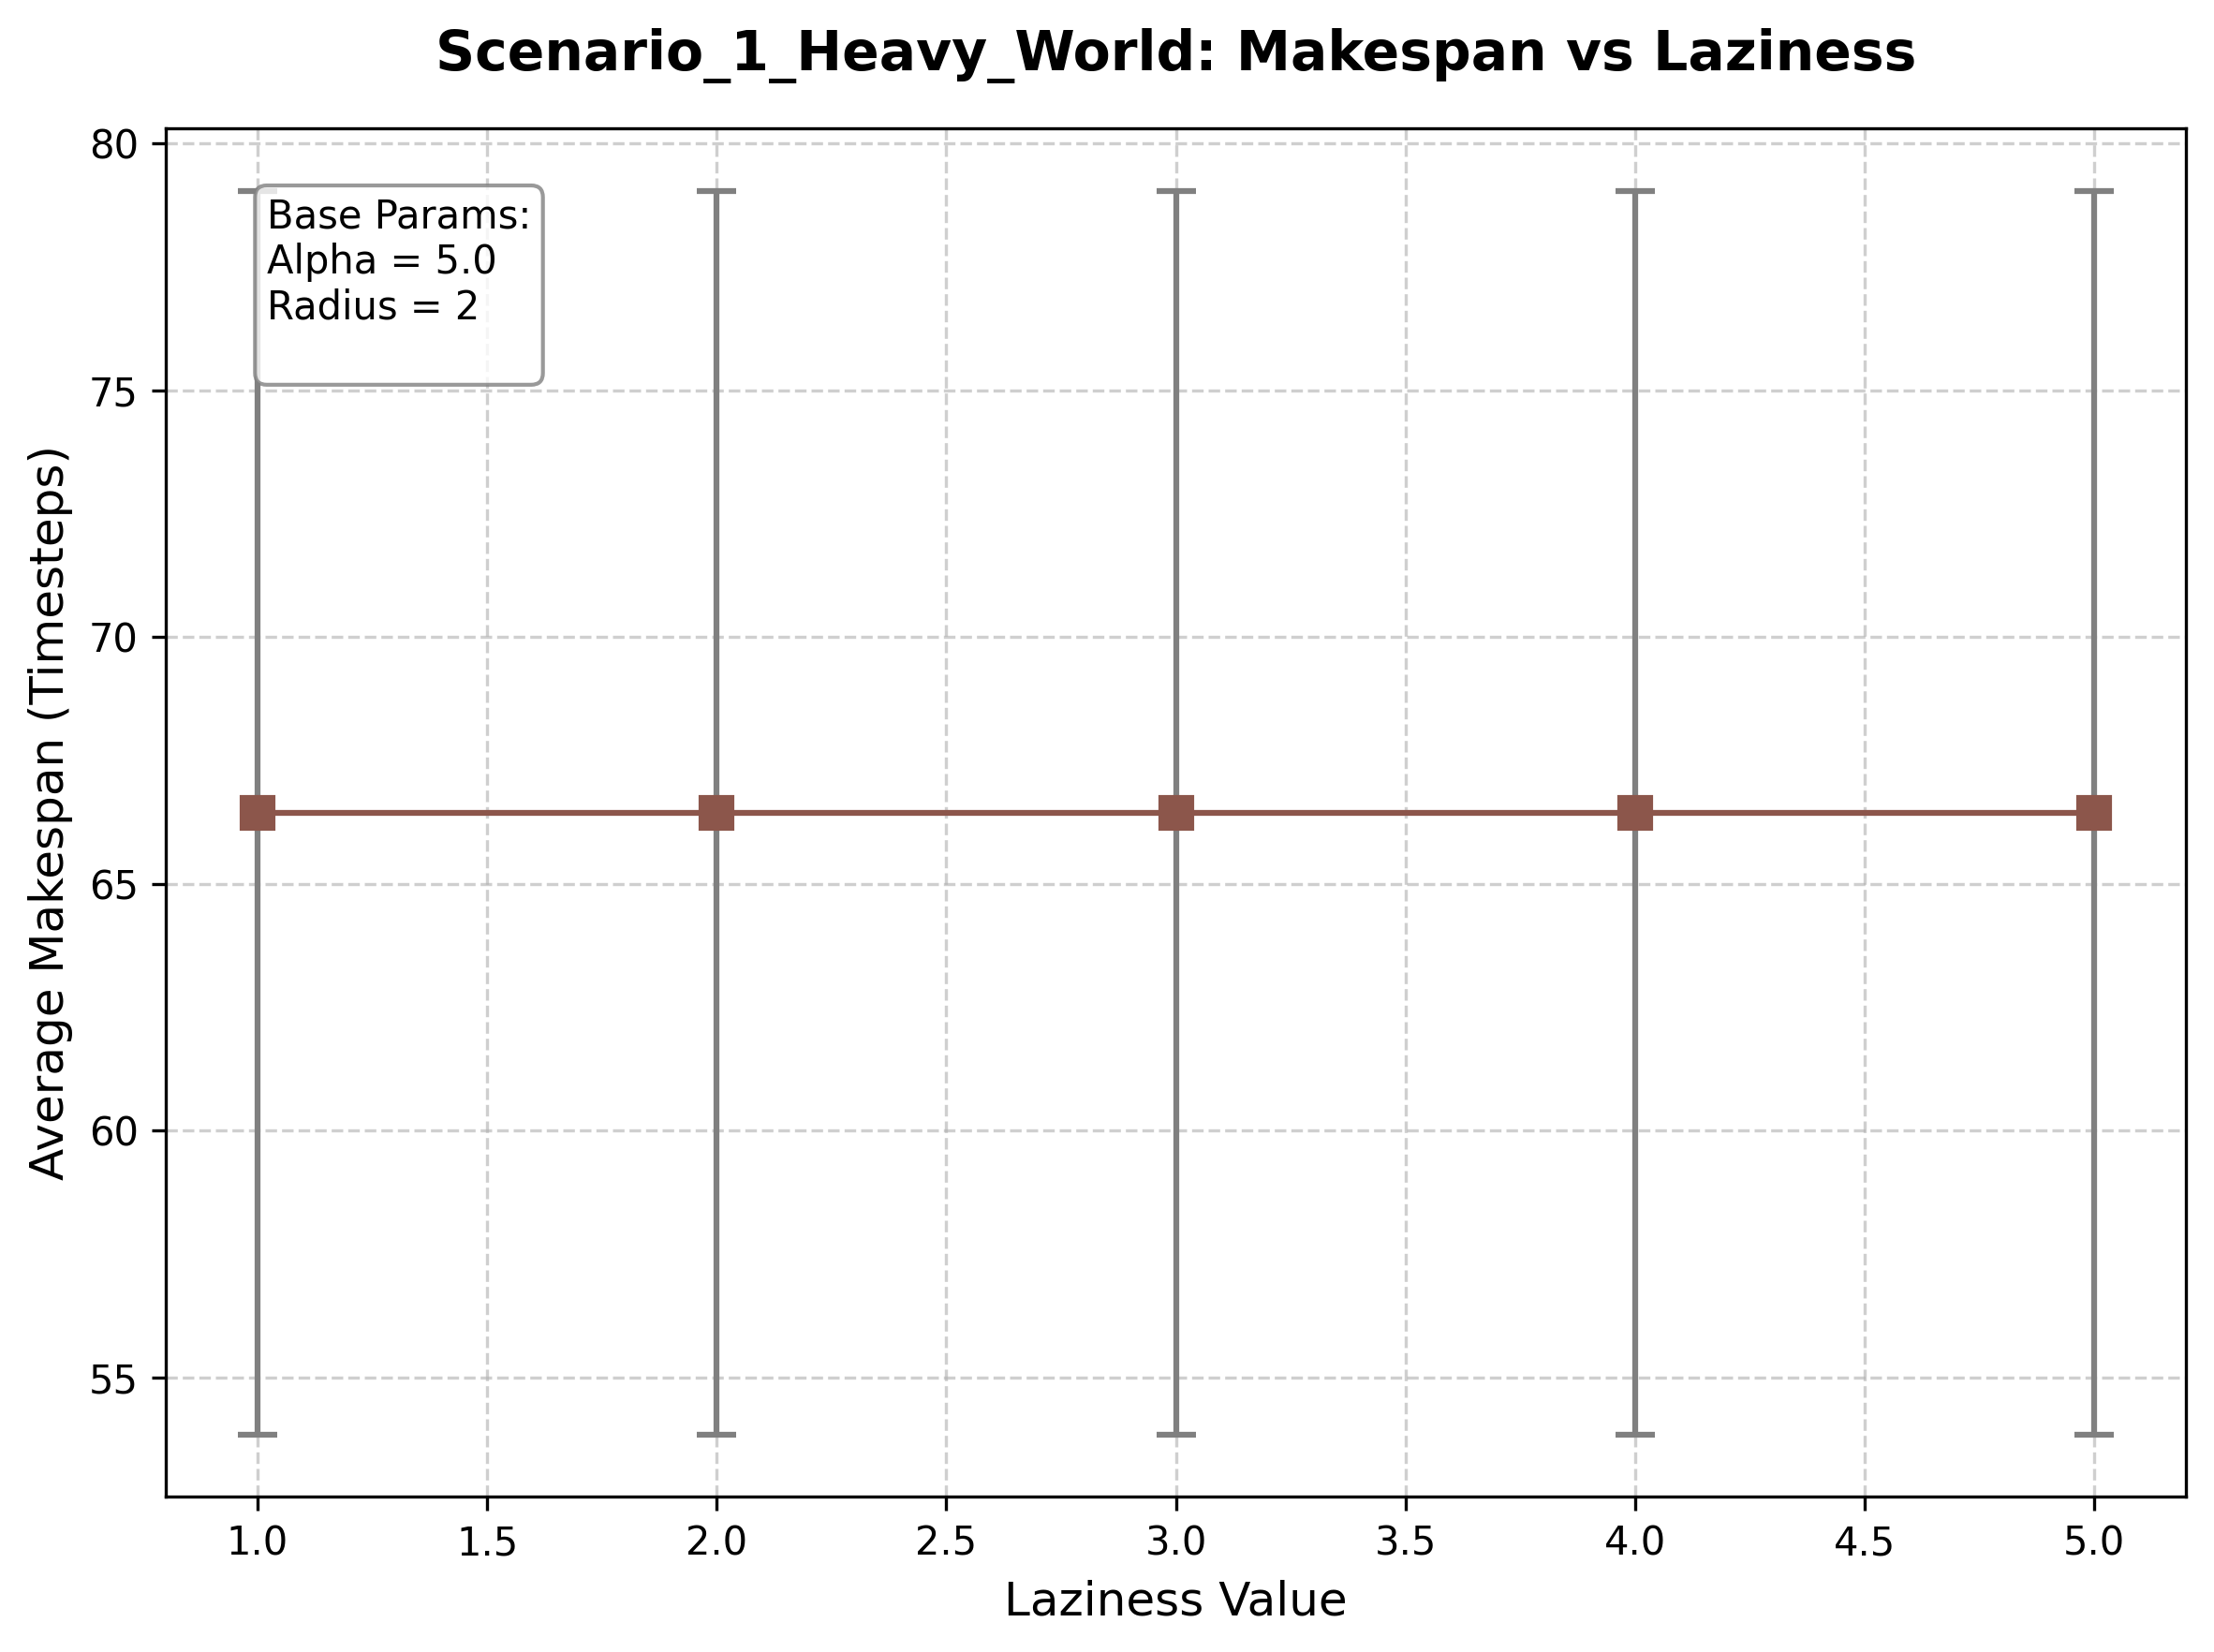 Scenario_1_Heavy_World: Makespan vs Laziness
80
75
70
65
60
55
Average Makespan (Timesteps)
Base Params:
Alpha = 5.0
Radius = 2
1.0 1.5 2.0 2.5 3.0 3.5 4.0 4.5 5.0
Laziness Value